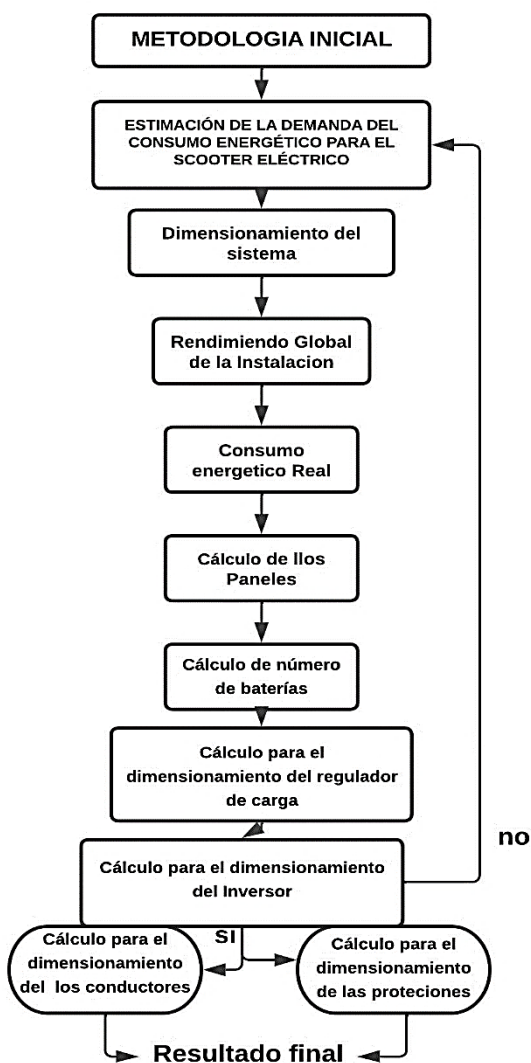 METODOLOGIA INICIAL
ESTIMACIÓN DE LA DEMANDA DEL
CONSUMO ENERGÉTICO PARA EL
SCOOTER ELÉCTRICO
Dimensionamiento del
sistema
Rendimiendo Global
de la Instalacion
Consumo
energetico Real
Cálculo de llos
Paneles
Cálculo de número
de baterías
Cálculo para el
dimensionamiento del regulador
de carga
no
Cálculo para el dimensionamiento
del Inversor
si
Cálculo para el
dimensionamiento
del  los conductores
Cálculo para el
dimensionamiento
de las proteciones
Resultado final